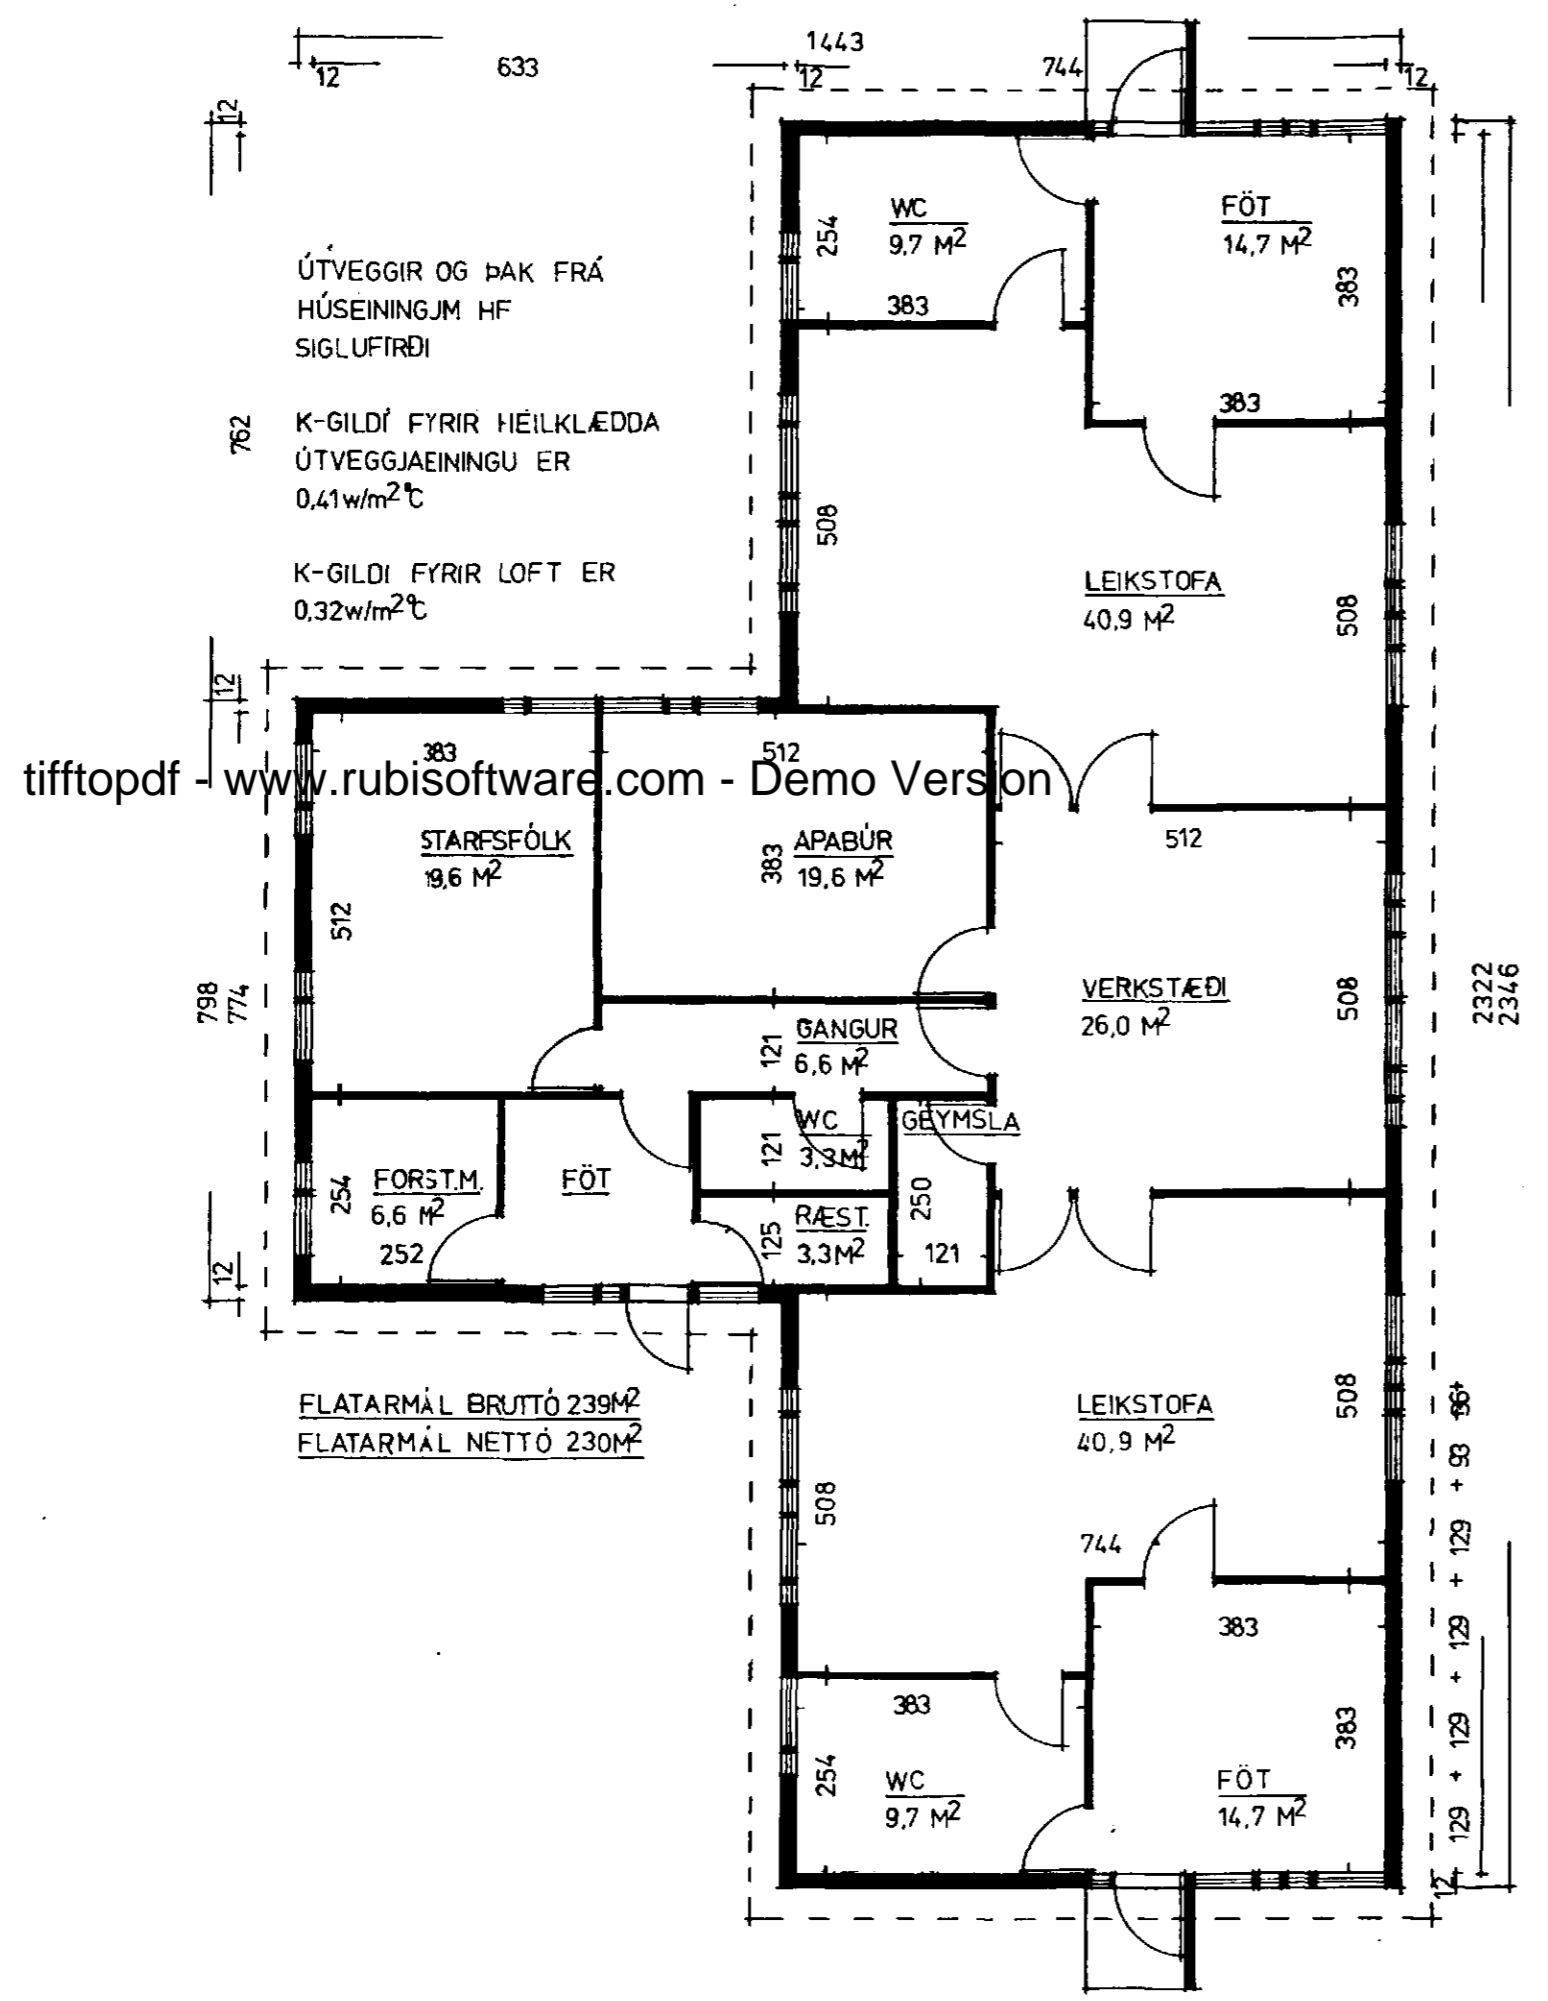 1443
12
633
12
744
12
12
WC
9,7 M²
254
383
FÖT
14,7 M²
383
383
ÚTVEGGIR OG ÞAK FRÁ
HÚSEININGJM HF
SIGLUFIRÐI
762
K-GILDI FYRIR HEILKLÆDDA
ÚTVEGGJAEININGU ER
0,41w/m²°C
K-GILDI FYRIR LOFT ER
0,32w/m²°C
508
LEIKSTOFA
40,9 M²
508
12
383
512
tifftopdf - www.rubisoftware.com - Demo Version
STARFSFÓLK
19,6 M²
512
383
APABÚR
19,6 M²
512
VERKSTÆÐI
26,0 M²
508
798
774
2322
2346
GANGUR
6,6 M²
121
WC
3,3 M²
121
GEYMSLA
250
121
FORST.M.
6,6 M²
254
252
FÖT
RÆST.
3,3 M²
125
12
FLATARMÁL BRUTTÓ 239M²
FLATARMÁL NETTÓ 230M²
LEIKSTOFA
40,9 M²
508
508
744
383
383
254
WC
9,7 M²
383
FÖT
14,7 M²
12
129 + 129 + 129 + 129 + 93 + 36+